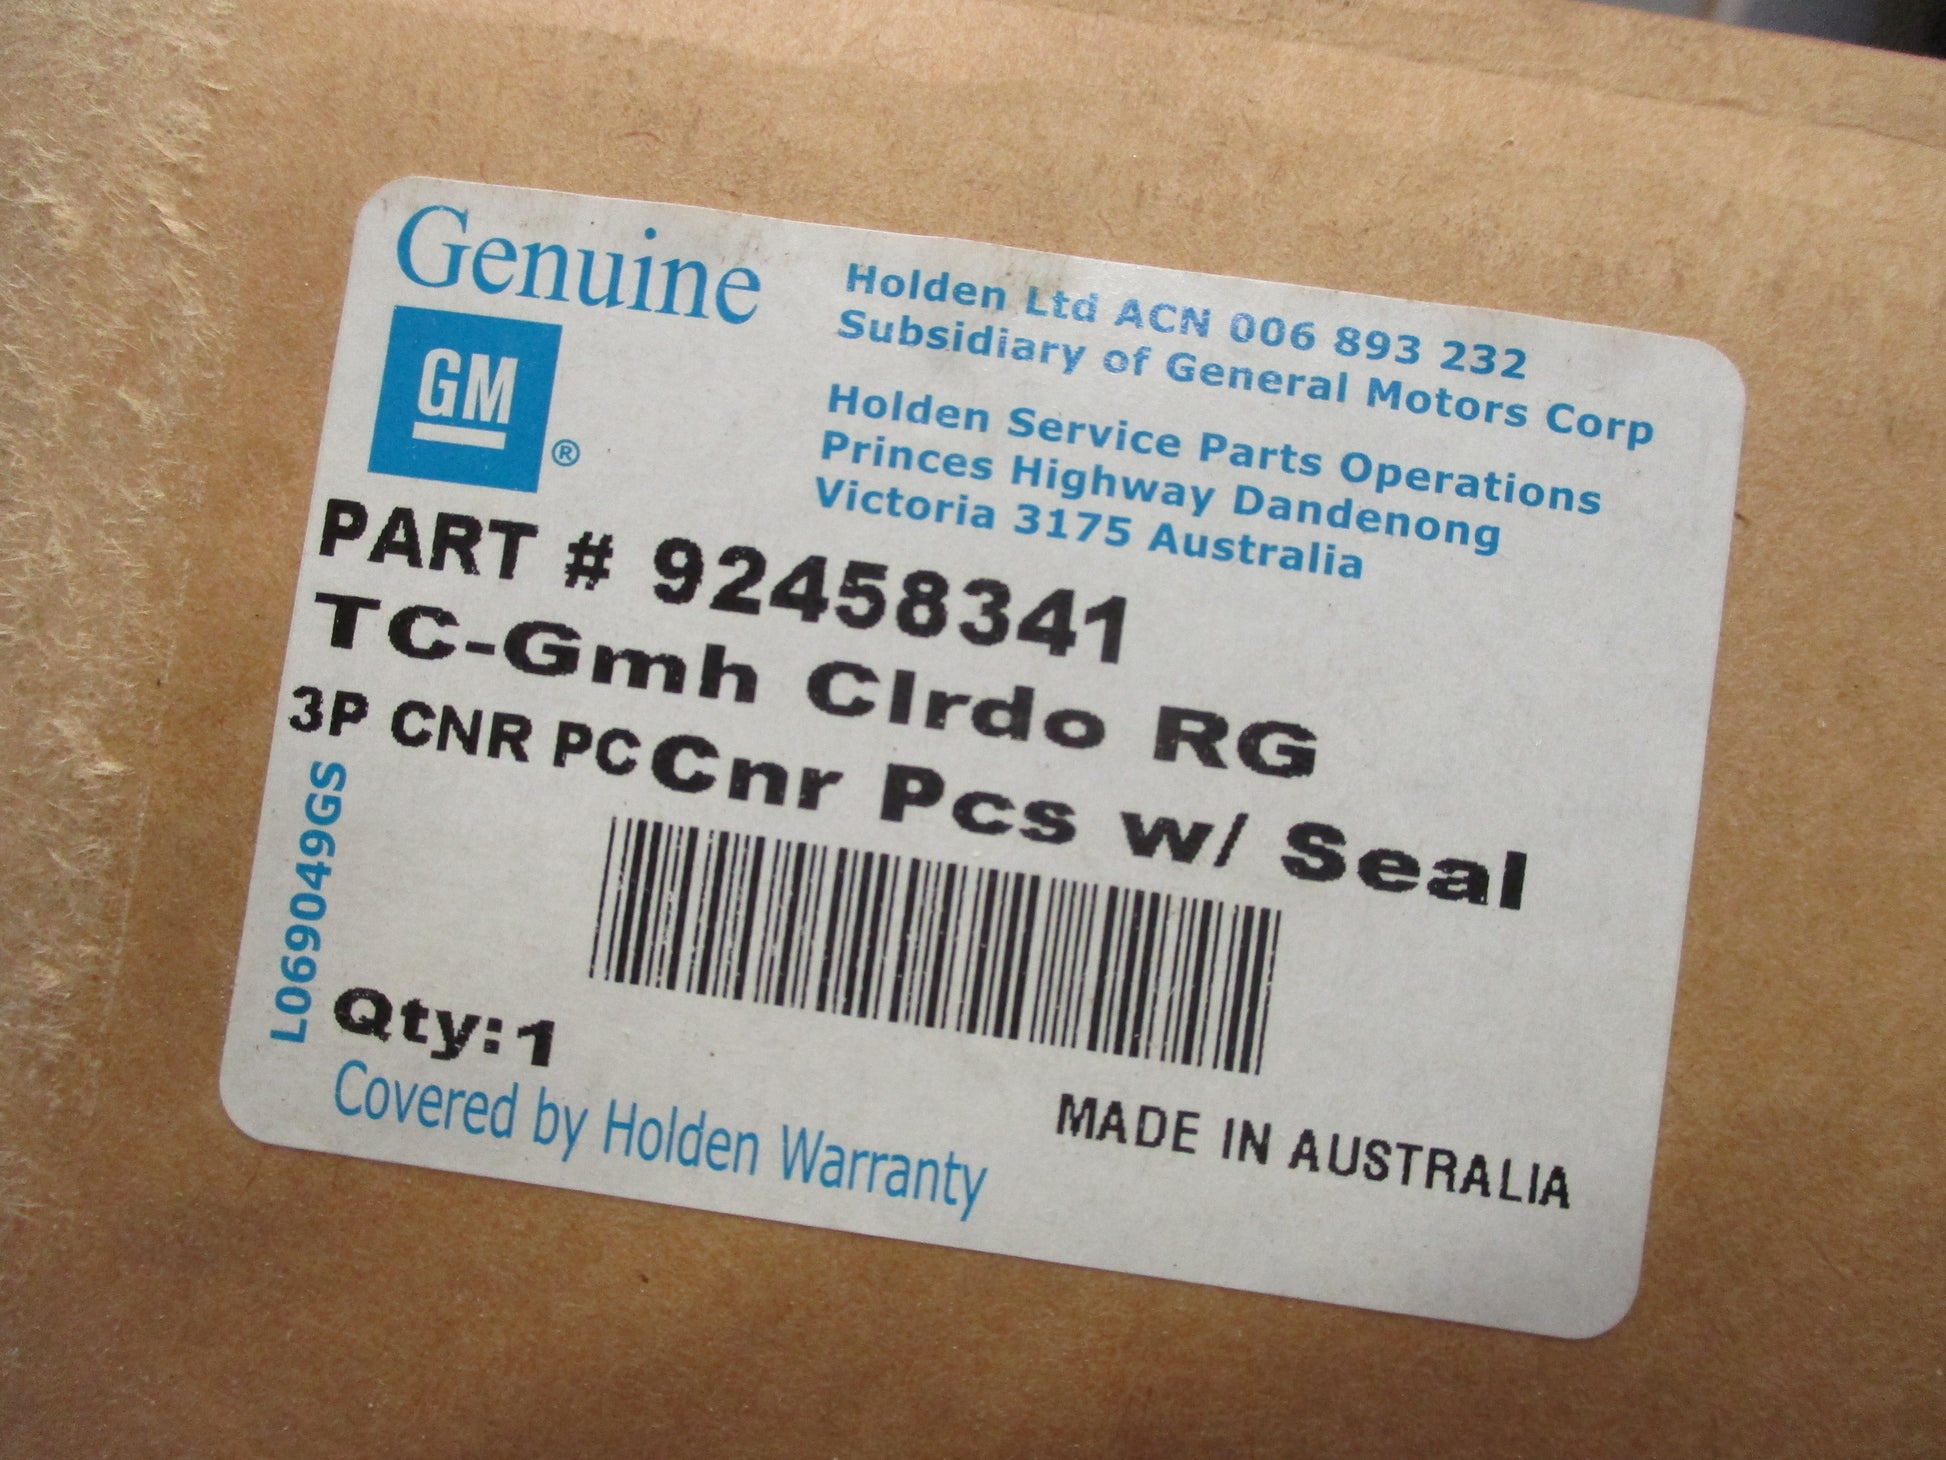 Genuine
GM
®
Holden Ltd ACN 006 893 232
Subsidiary of General Motors Corp
Holden Service Parts Operations
Princes Highway Dandenong
Victoria 3175 Australia
PART # 92458341
TC-Gmh Clrdo RG
3P CNR PC Cnr Pcs w/ Seal
L069049GS
Qty:1
Covered by Holden Warranty
MADE IN AUSTRALIA